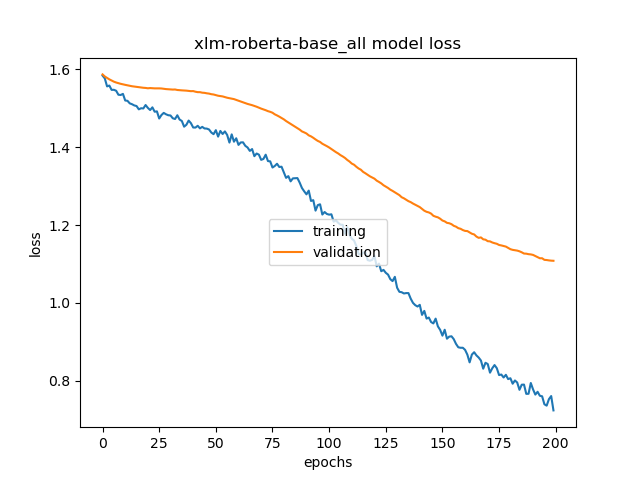 xlm-roberta-base_all model loss
1.6
1.4
1.2
1.0
0.8
loss
training
validation
0 25 50 75 100 125 150 175 200
epochs